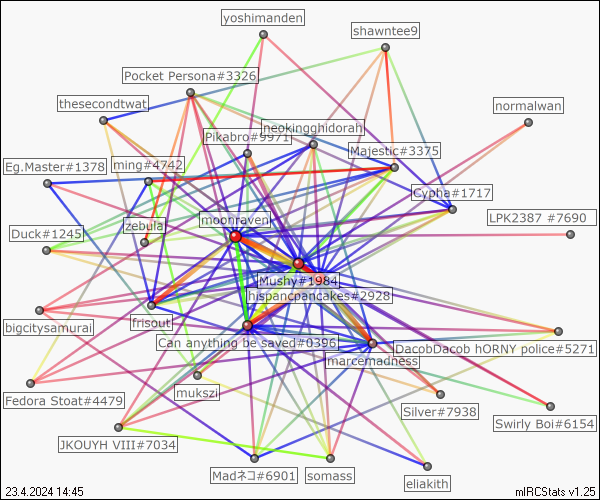 yoshimanden
shawntee9
Pocket Persona#3326
thesecondtwat
normalwan
neokingghidorah
Pikabro#9971
Majestic#3375
Eg.Master#1378
ming#4742
Cypha#1717
moonraven
LPK2387 #7690
zebula
Duck#1245
Mushy#1984
hispancpancakes#2928
bigcitysamurai
frisout
Can anything be saved#0396
DacobDacob hORNY police#5271
marcemadness
mukszi
Fedora Stoat#4479
Silver#7938
Swirly Boi#6154
JKOUYH VIII#7034
Madネコ#6901
somass
eliakith
23.4.2024 14:45
mIRCStats v1.25